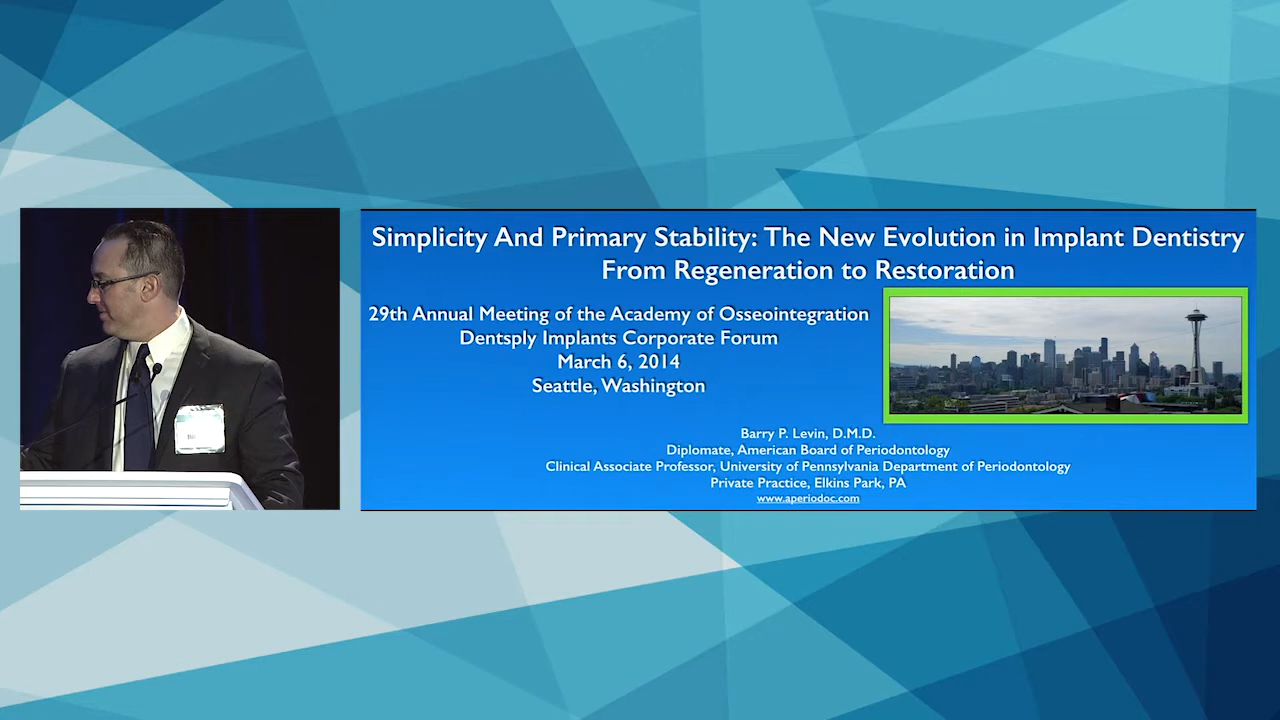 Simplicity And Primary Stability: The New Evolution in Implant Dentistry
From Regeneration to Restoration
29th Annual Meeting of the Academy of Osseointegration
Dentsply Implants Corporate Forum
March 6, 2014
Seattle, Washington
Barry P. Levin, D.M.D.
Diplomate, American Board of Periodontology
Clinical Associate Professor, University of Pennsylvania Department of Periodontology
Private Practice, Elkins Park, PA
www.aperiodoc.com